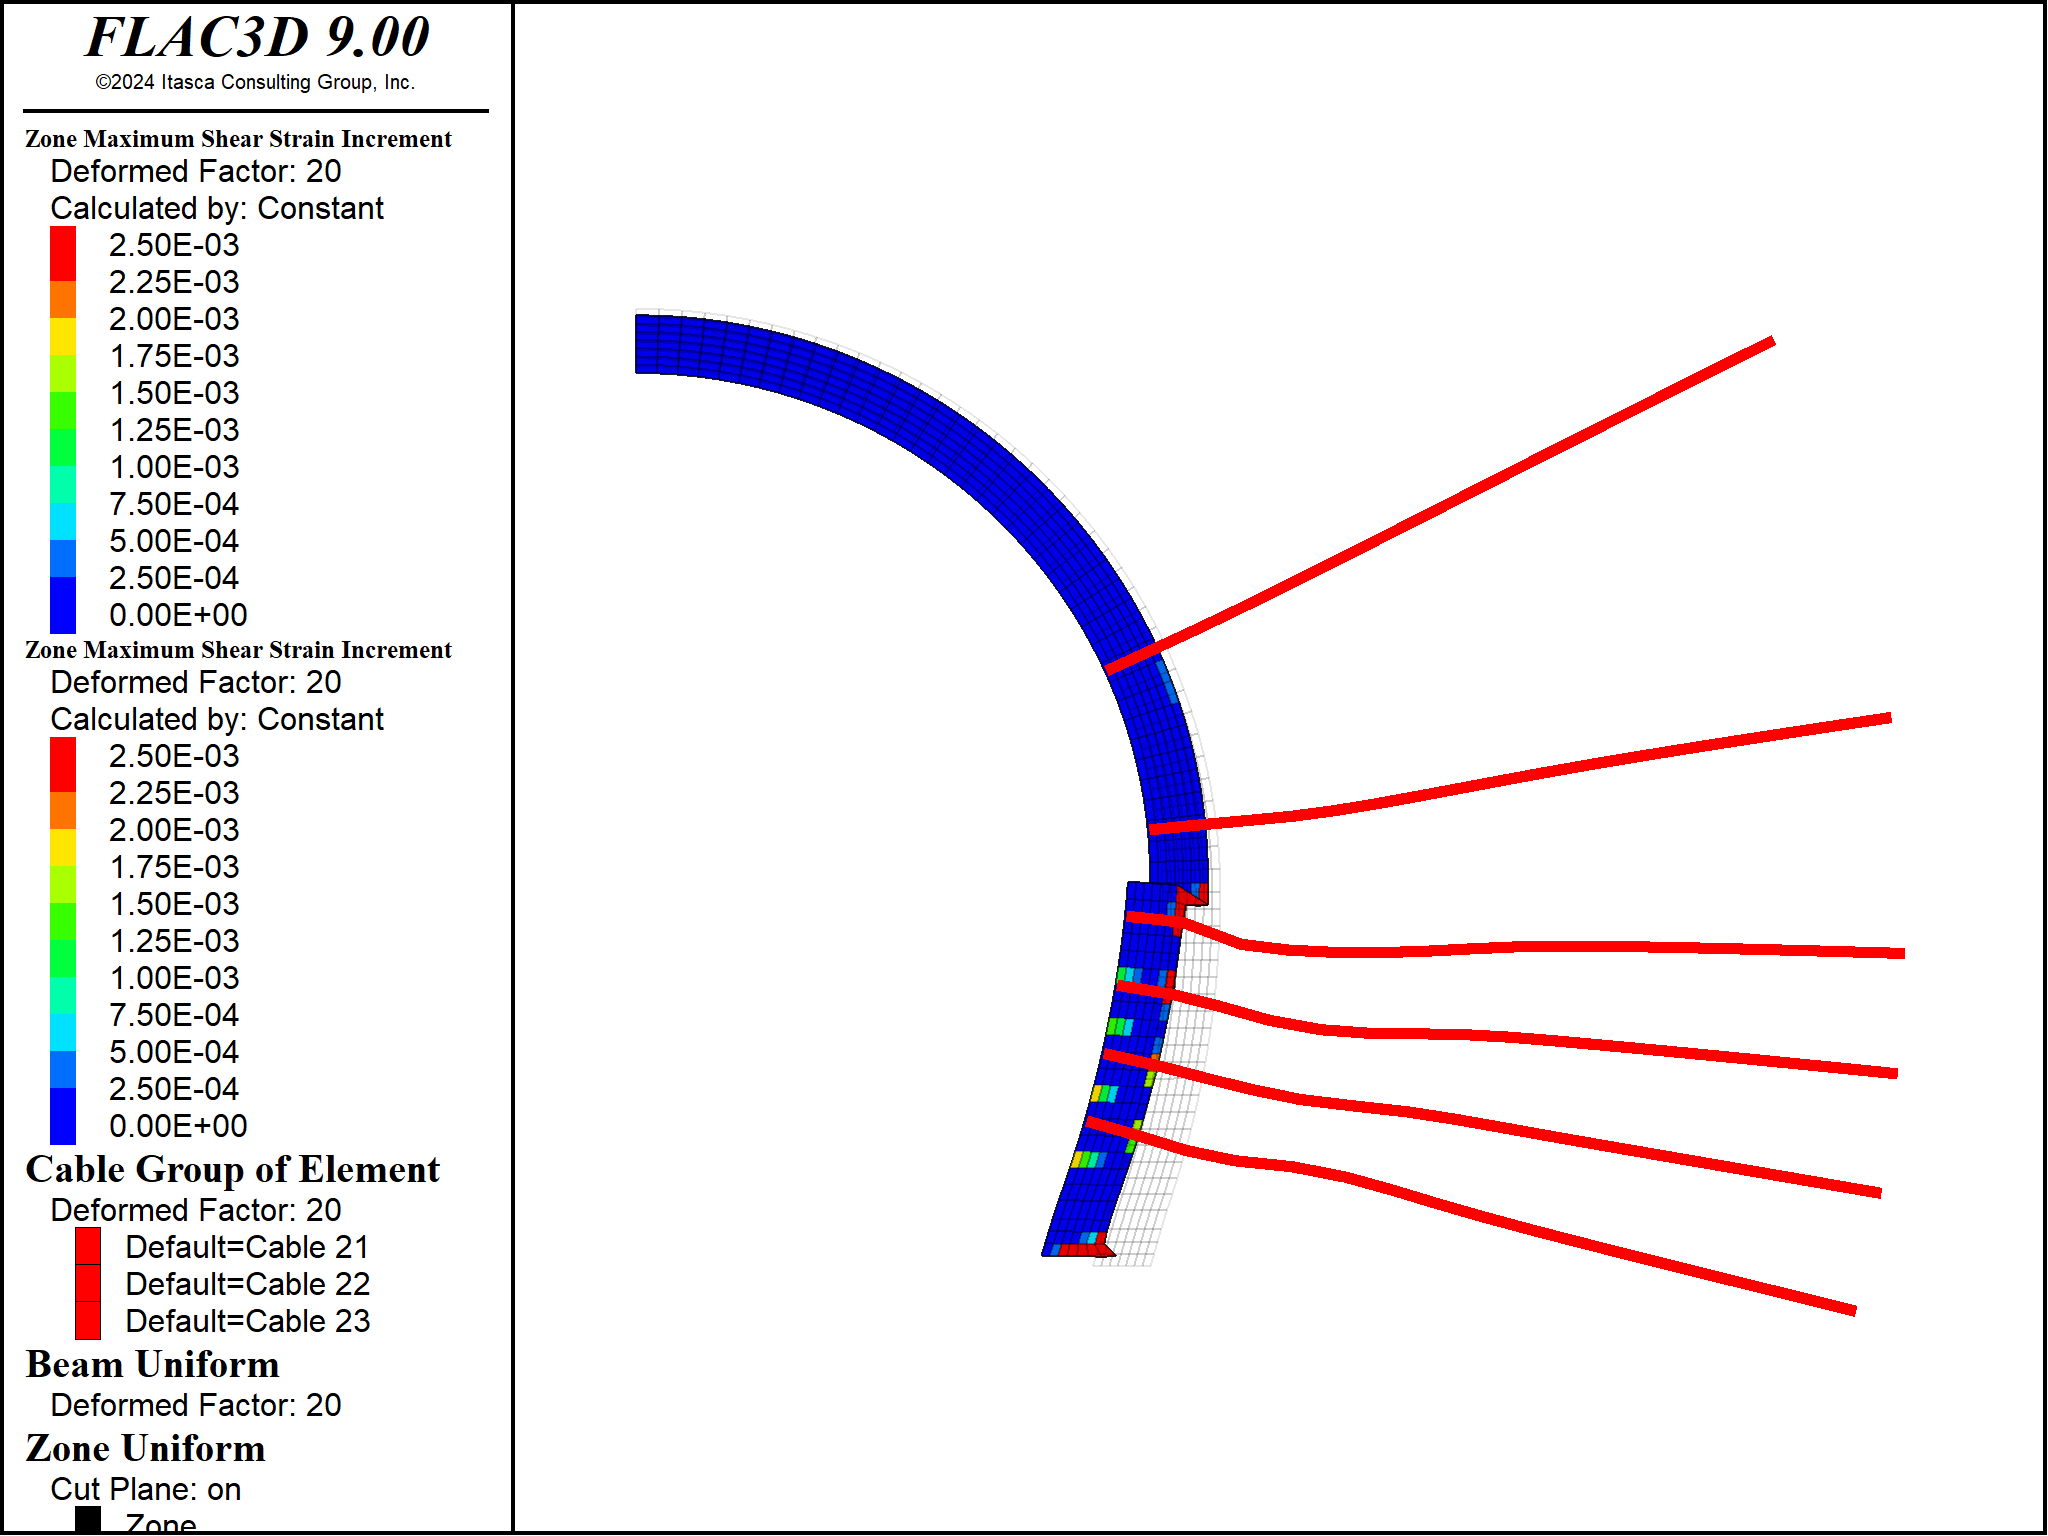 FLAC3D 9.00
©2024 Itasca Consulting Group, Inc.
Zone Maximum Shear Strain Increment
Deformed Factor: 20
Calculated by: Constant
2.50E-03
2.25E-03
2.00E-03
1.75E-03
1.50E-03
1.25E-03
1.00E-03
7.50E-04
5.00E-04
2.50E-04
0.00E+00
Zone Maximum Shear Strain Increment
Deformed Factor: 20
Calculated by: Constant
2.50E-03
2.25E-03
2.00E-03
1.75E-03
1.50E-03
1.25E-03
1.00E-03
7.50E-04
5.00E-04
2.50E-04
0.00E+00
Cable Group of Element
Deformed Factor: 20
Default=Cable 21
Default=Cable 22
Default=Cable 23
Beam Uniform
Deformed Factor: 20
Zone Uniform
Cut Plane: on
Zone